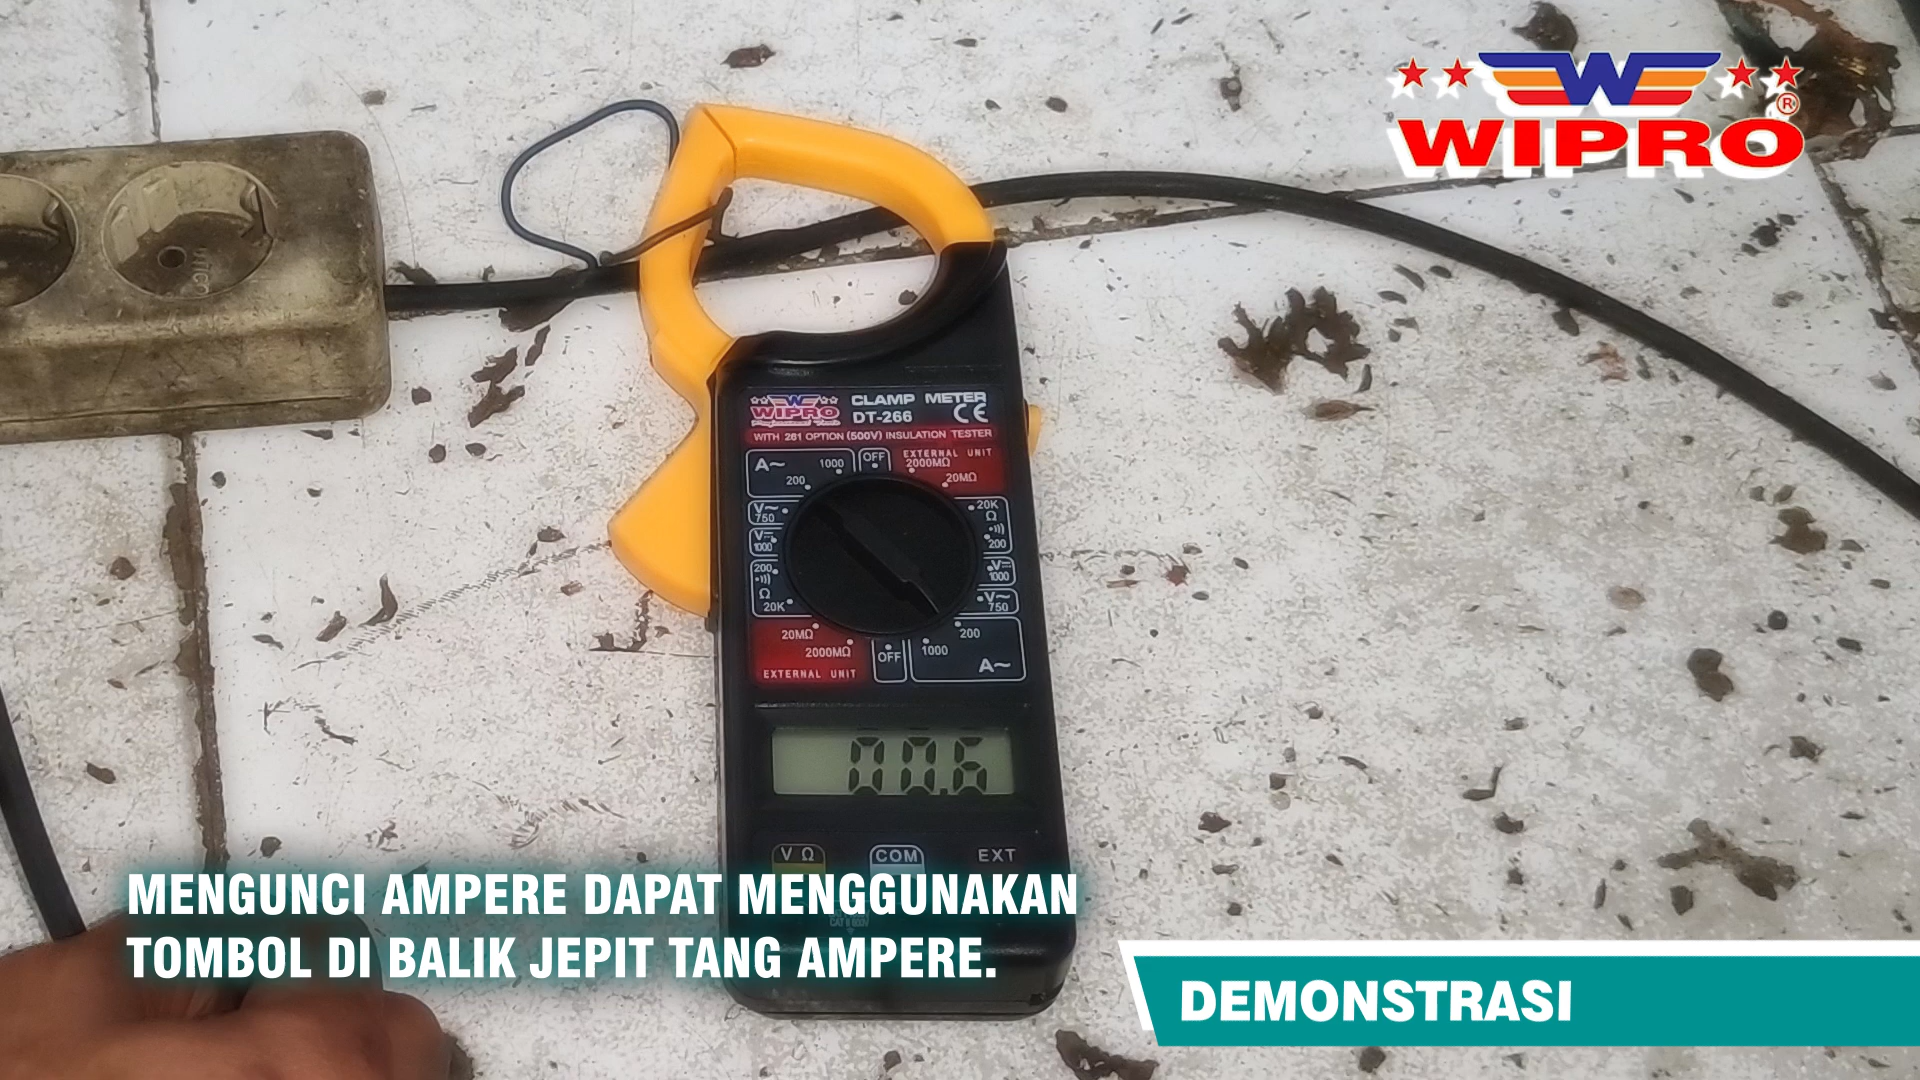 WIPRO
®
WIPRO
CLAMP METER
DT-266 CE
WITH 261 OPTION (500V) INSULATION TESTER
A~ 1000
200
OFF
EXTERNAL UNIT
2000MΩ
20MΩ
V~
750
V⎓
1000
200
Ω
20K
20K
Ω
200
V⎓
1000
V~
750
20MΩ
2000MΩ
EXTERNAL UNIT
OFF
200
1000
A~
00.6
V Ω
COM
EXT
MENGUNCI AMPERE DAPAT MENGGUNAKAN
TOMBOL DI BALIK JEPIT TANG AMPERE.
DEMONSTRASI